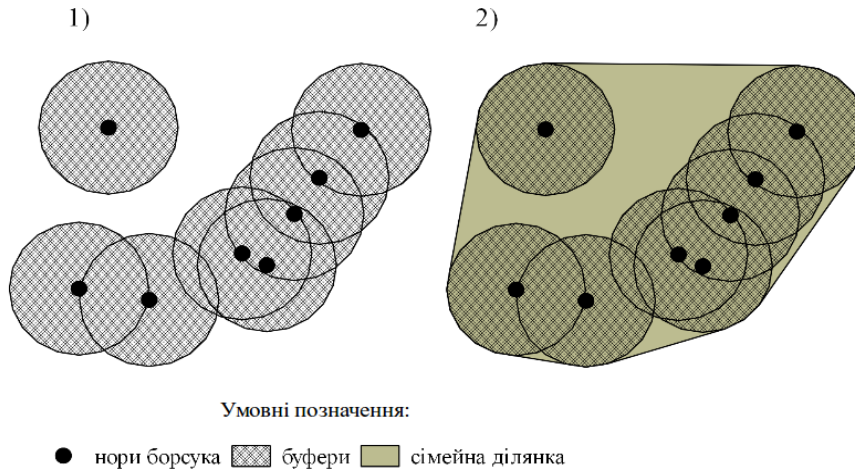 1) 2)
Умовні позначення:
нори борсука буфери сімейна ділянка